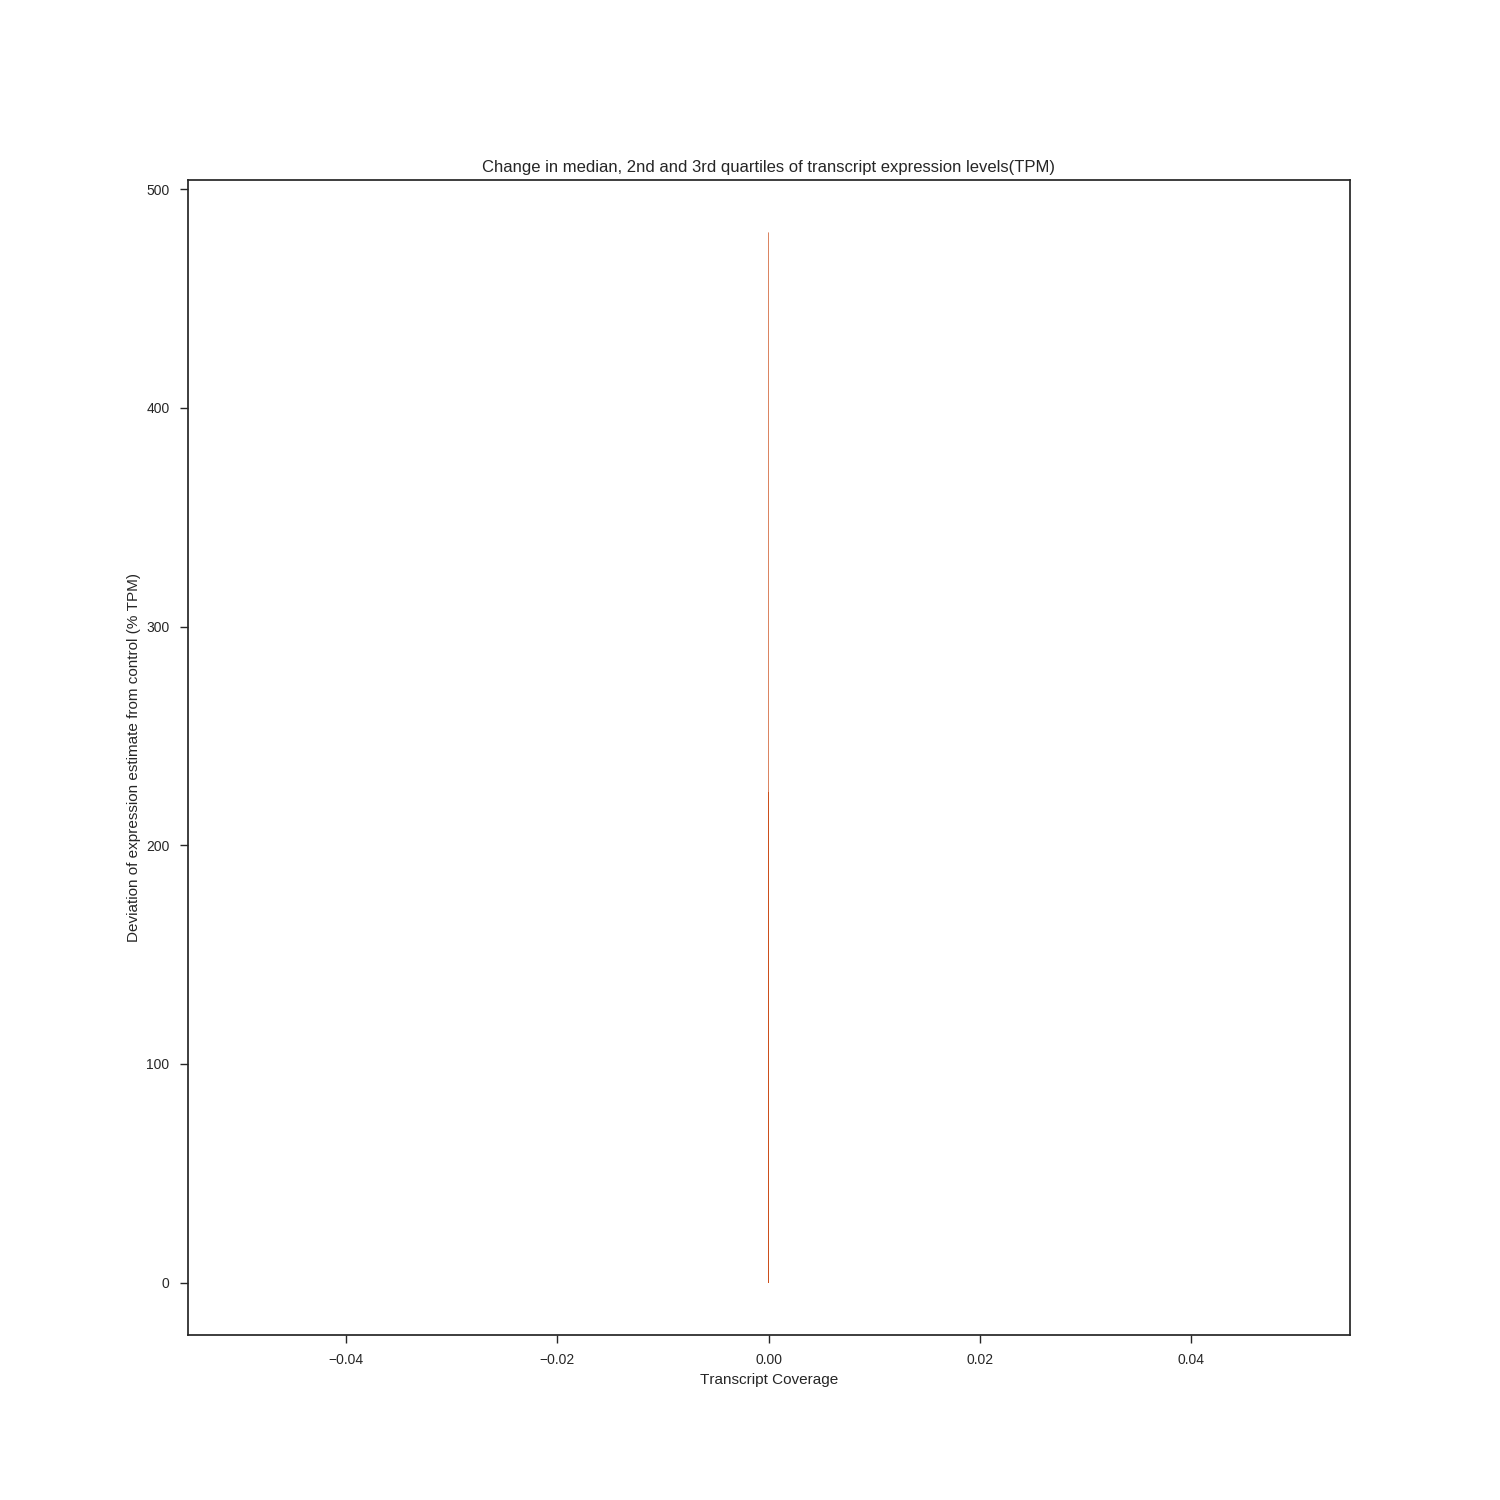 Change in median, 2nd and 3rd quartiles of transcript expression levels(TPM)
500
400
300
200
100
0
Deviation of expression estimate from control (% TPM)
−0.04 −0.02 0.00 0.02 0.04
Transcript Coverage